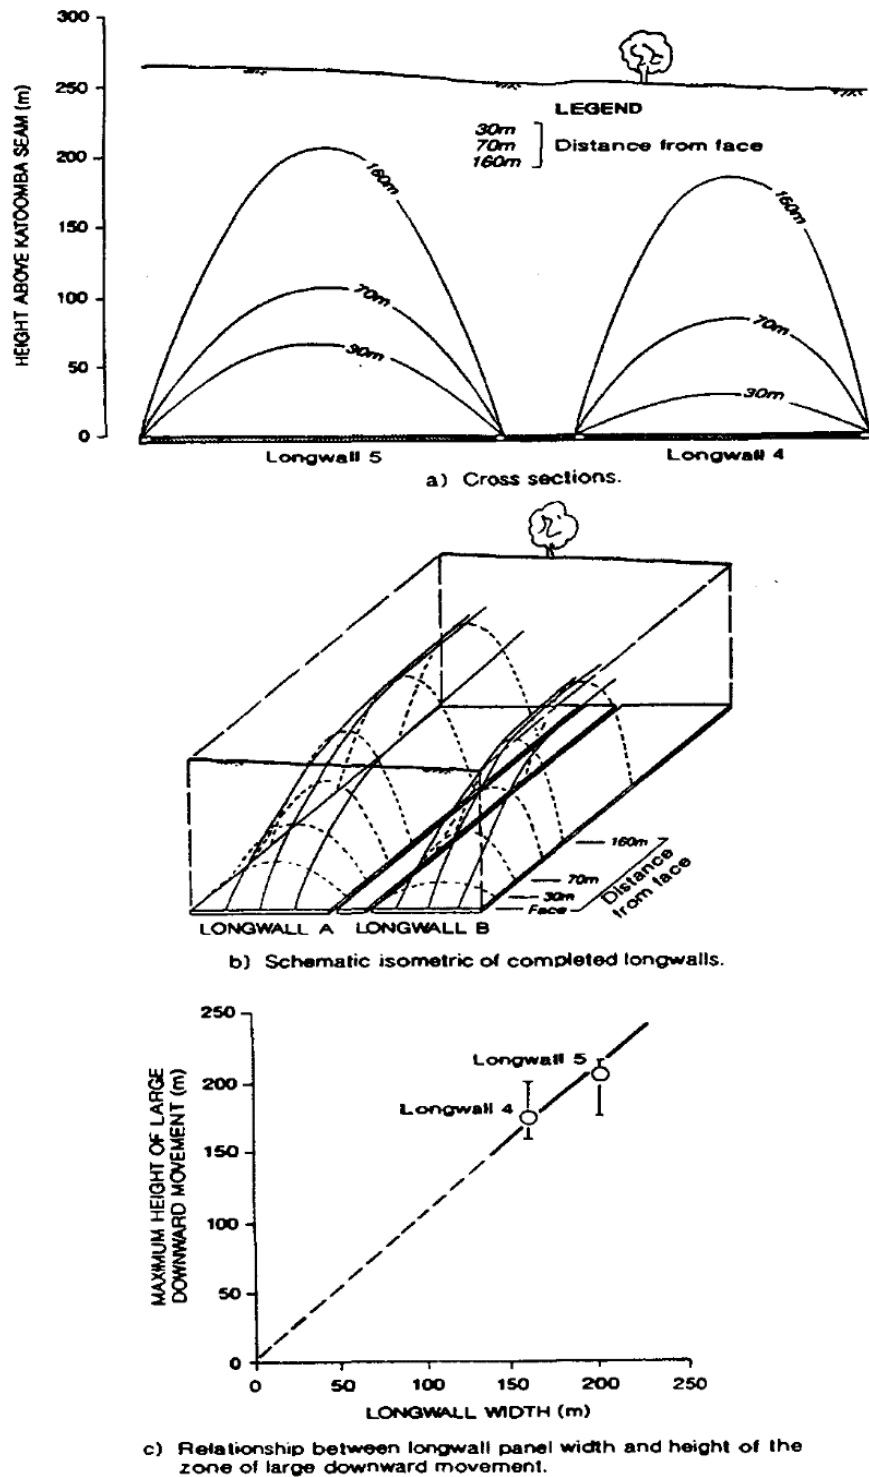 300
250
200
150
100
50
0
HEIGHT ABOVE KATOOMBA SEAM (m)
LEGEND
30m
70m
160m
Distance from face
160m
70m
30m
160m
70m
30m
Longwall 5
Longwall 4
a) Cross sections.
160m
70m
30m
Face
Distance
from face
LONGWALL A
LONGWALL B
b) Schematic isometric of completed longwalls.
250
200
150
100
50
0
MAXIMUM HEIGHT OF LARGE
DOWNWARD MOVEMENT (m)
Longwall 5
Longwall 4
0
50
100
150
200
250
LONGWALL WIDTH (m)
c) Relationship between longwall panel width and height of the
zone of large downward movement.